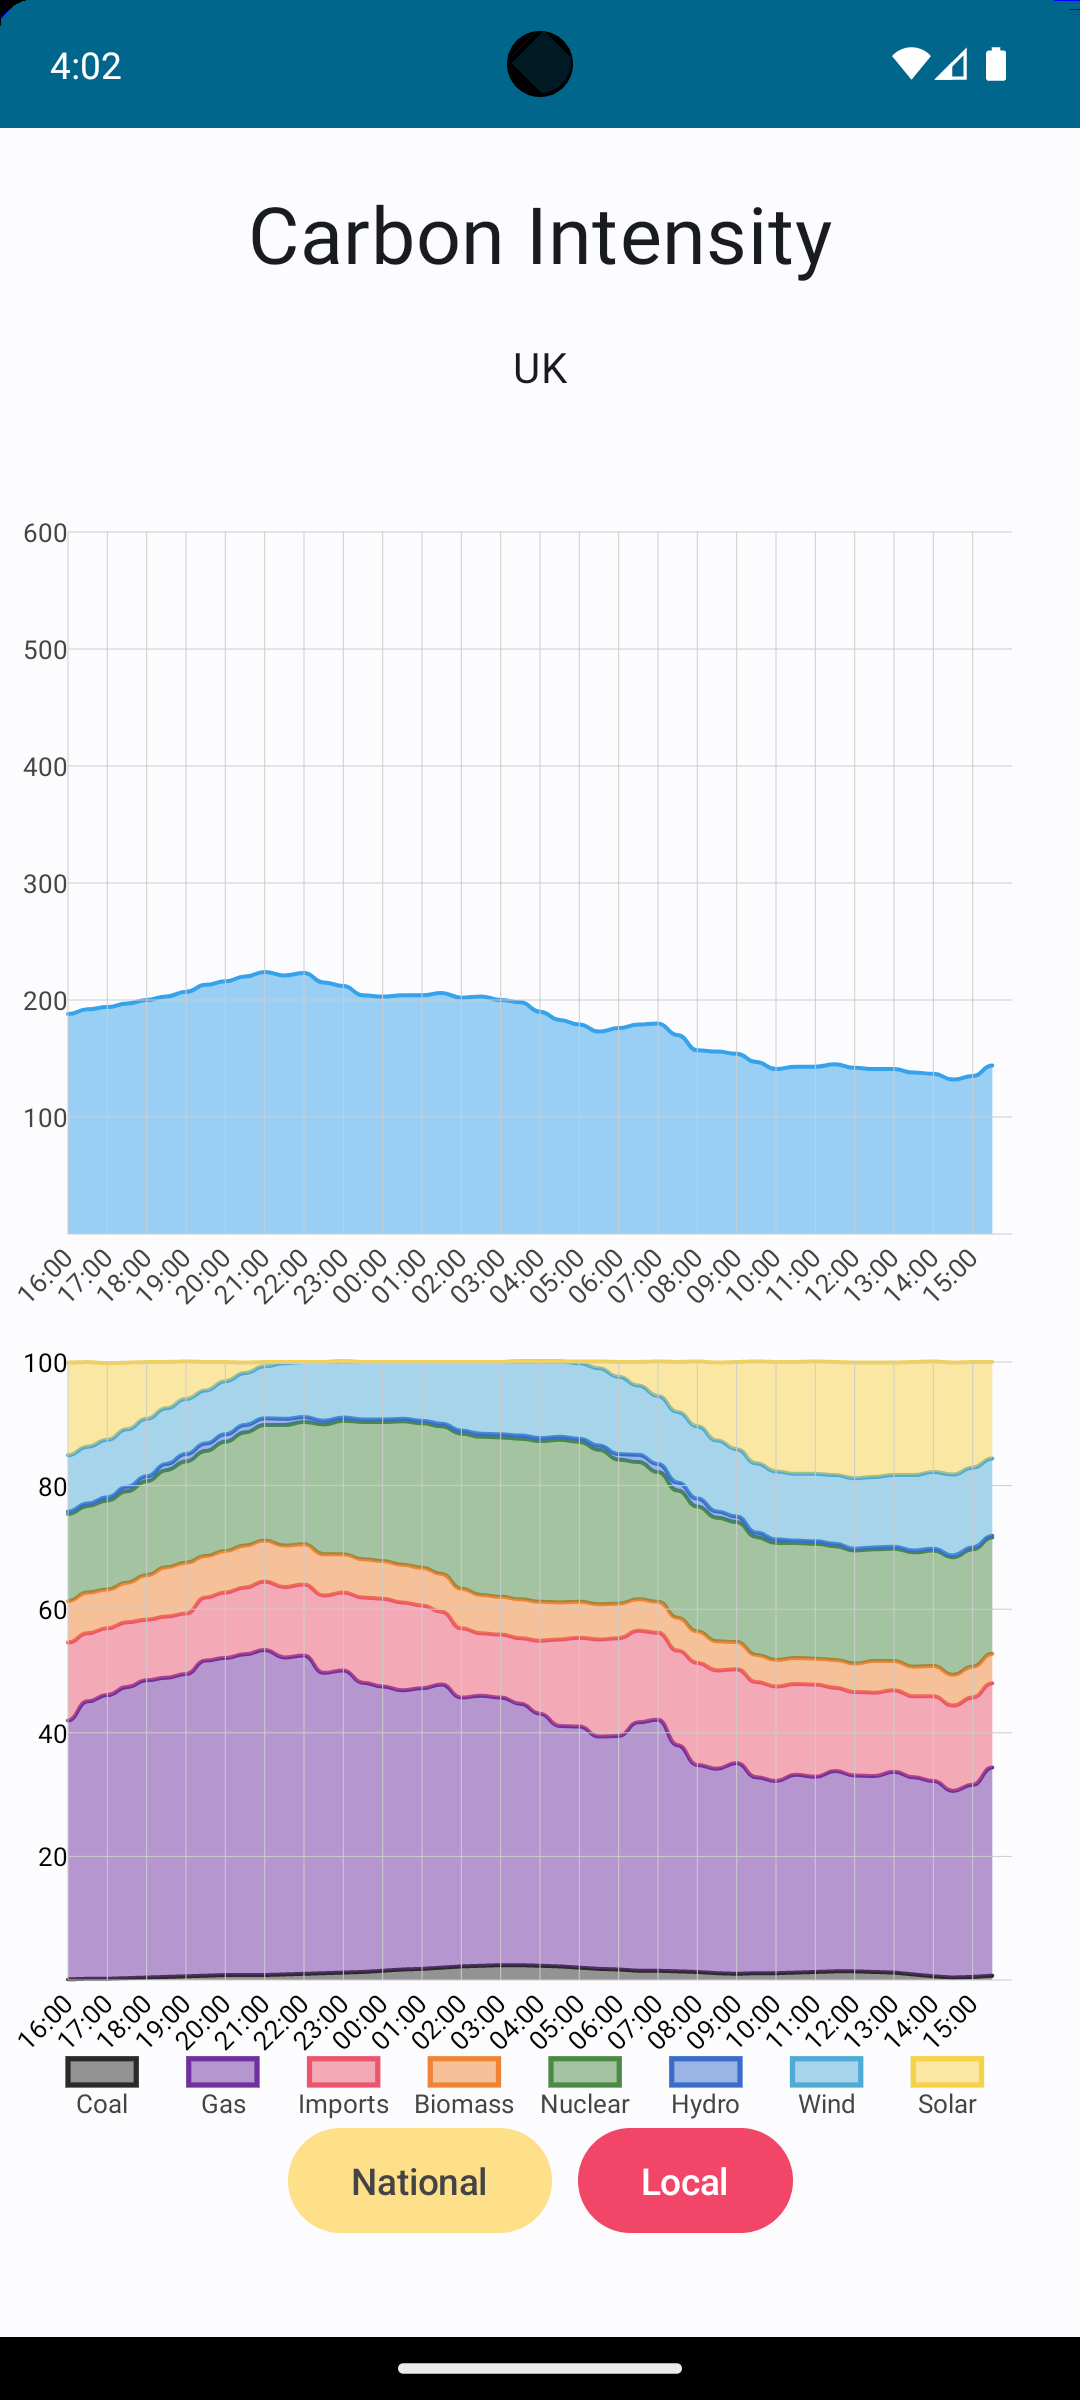 4:02
Carbon Intensity
UK
600
500
400
300
200
100
16:00 17:00 18:00 19:00 20:00 21:00 22:00 23:00 00:00 01:00 02:00 03:00 04:00 05:00 06:00 07:00 08:00 09:00 10:00 11:00 12:00 13:00 14:00 15:00
100
80
60
40
20
16:00 17:00 18:00 19:00 20:00 21:00 22:00 23:00 00:00 01:00 02:00 03:00 04:00 05:00 06:00 07:00 08:00 09:00 10:00 11:00 12:00 13:00 14:00 15:00
Coal Gas Imports Biomass Nuclear Hydro Wind Solar
National Local